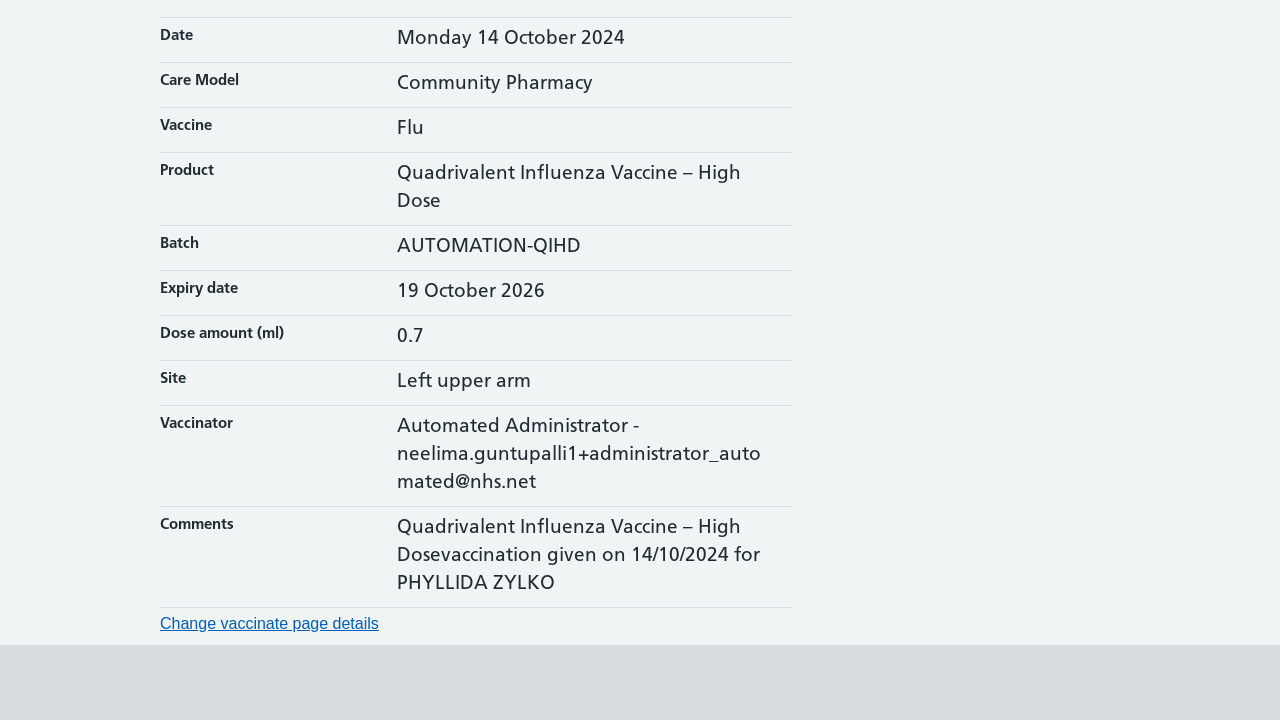 Date
Monday 14 October 2024
Care Model
Community Pharmacy
Vaccine
Flu
Product
Quadrivalent Influenza Vaccine – High
Dose
Batch
AUTOMATION-QIHD
Expiry date
19 October 2026
Dose amount (ml)
0.7
Site
Left upper arm
Vaccinator
Automated Administrator -
neelima.guntupalli1+administrator_auto
mated@nhs.net
Comments
Quadrivalent Influenza Vaccine – High
Dosevaccination given on 14/10/2024 for
PHYLLIDA ZYLKO
Change vaccinate page details